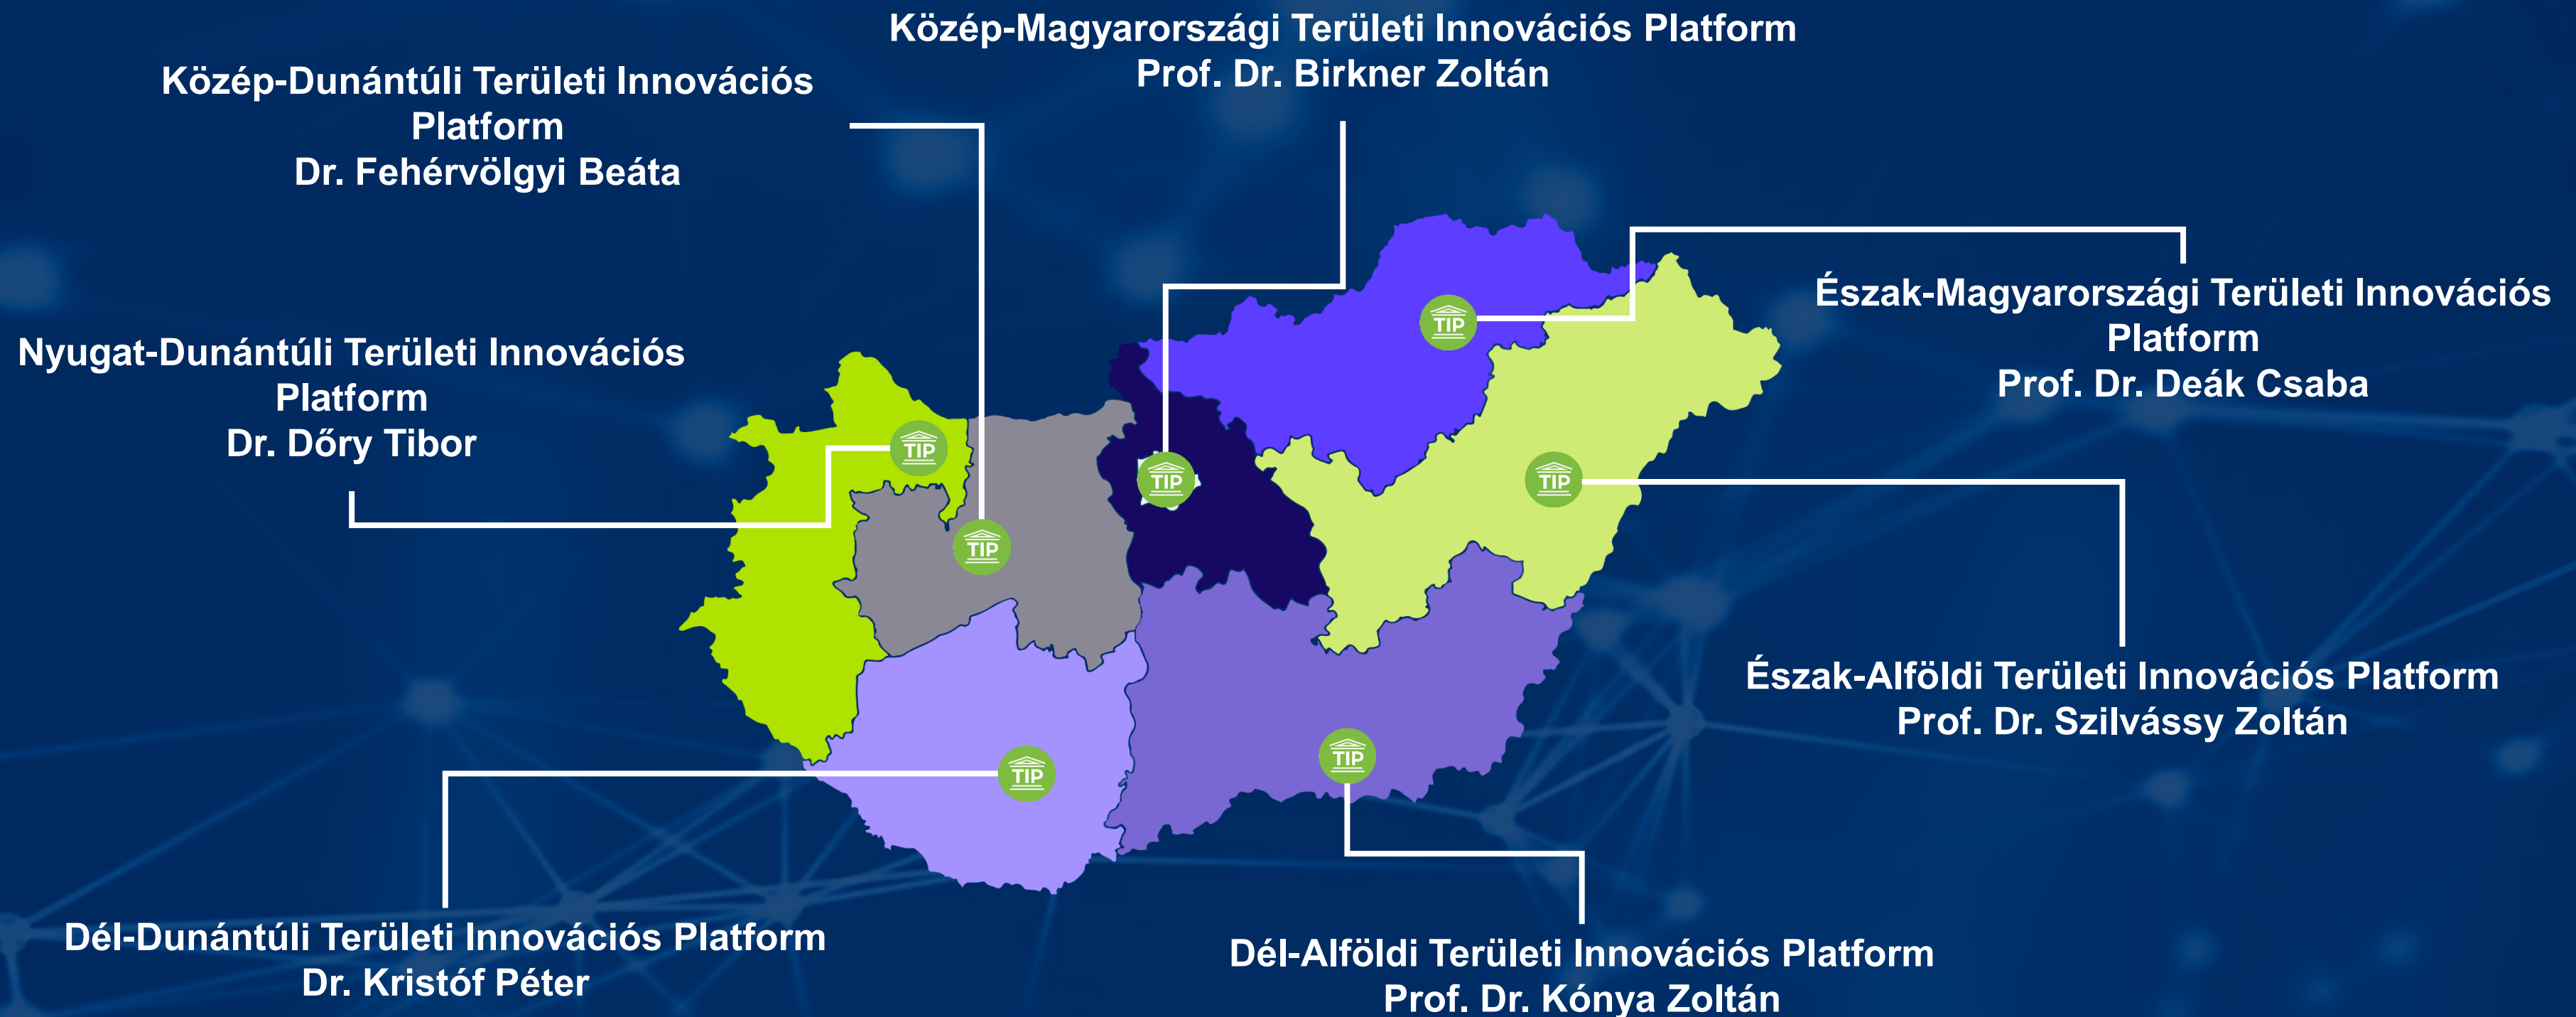 Közép-Magyarországi Területi Innovációs Platform
Prof. Dr. Birkner Zoltán
Közép-Dunántúli Területi Innovációs
Platform
Dr. Fehérvölgyi Beáta
Észak-Magyarországi Területi Innovációs
Platform
Prof. Dr. Deák Csaba
Nyugat-Dunántúli Területi Innovációs
Platform
Dr. Dőry Tibor
TIP
TIP
TIP
TIP
TIP
Észak-Alföldi Területi Innovációs Platform
Prof. Dr. Szilvássy Zoltán
TIP
TIP
Dél-Dunántúli Területi Innovációs Platform
Dr. Kristóf Péter
Dél-Alföldi Területi Innovációs Platform
Prof. Dr. Kónya Zoltán